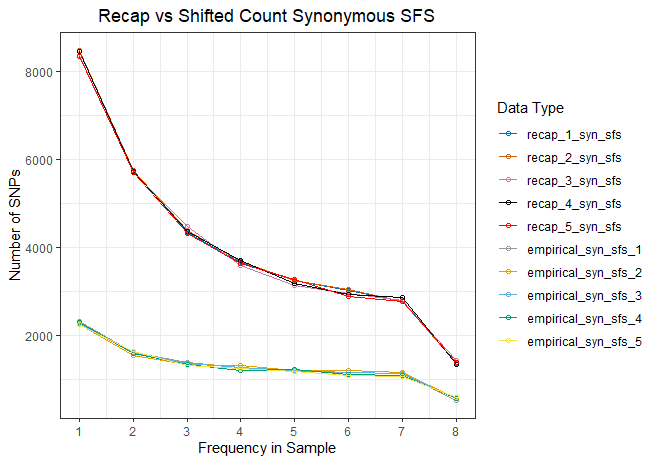 Recap vs Shifted Count Synonymous SFS
Number of SNPs
8000
6000
4000
2000
1 2 3 4 5 6 7 8
Frequency in Sample
Data Type
recap_1_syn_sfs
recap_2_syn_sfs
recap_3_syn_sfs
recap_4_syn_sfs
recap_5_syn_sfs
empirical_syn_sfs_1
empirical_syn_sfs_2
empirical_syn_sfs_3
empirical_syn_sfs_4
empirical_syn_sfs_5